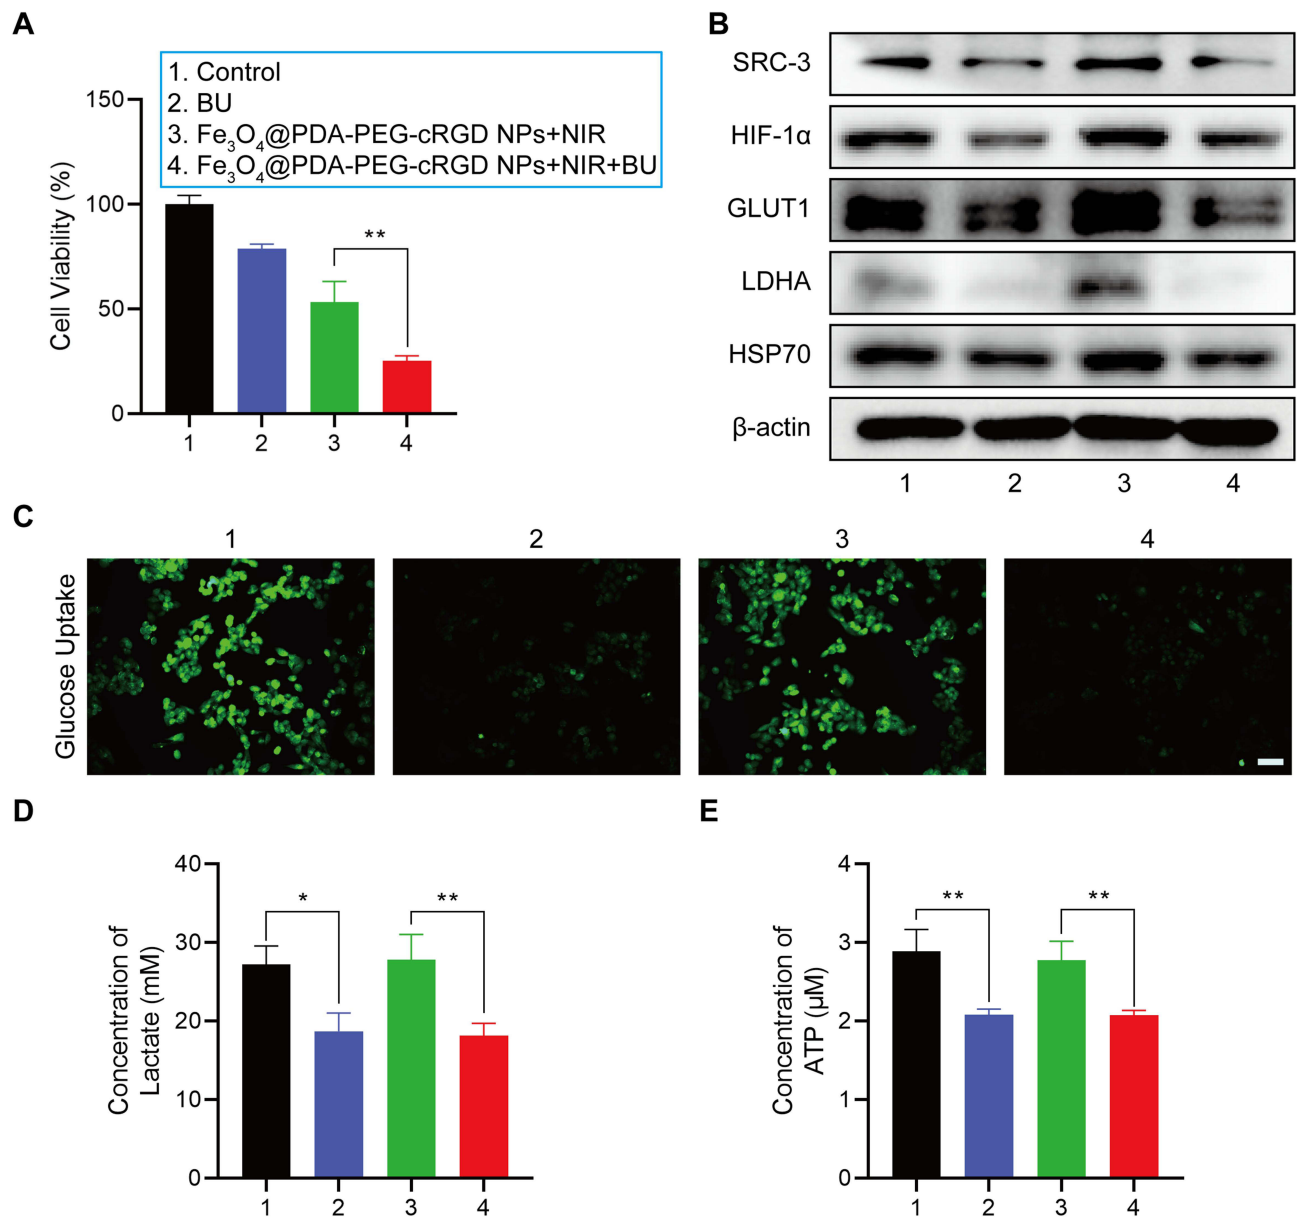 A
1. Control
2. BU
3. Fe₃O₄@PDA-PEG-cRGD NPs+NIR
4. Fe₃O₄@PDA-PEG-cRGD NPs+NIR+BU
Cell Viability (%)
150
100
50
0
**
1 2 3 4
B
SRC-3
HIF-1α
GLUT1
LDHA
HSP70
β-actin
1 2 3 4
C
1 2 3 4
Glucose Uptake
D
Concentration of
Lactate (mM)
40
30
20
10
0
* **
1 2 3 4
E
Concentration of
ATP (μM)
4
3
2
1
0
** **
1 2 3 4